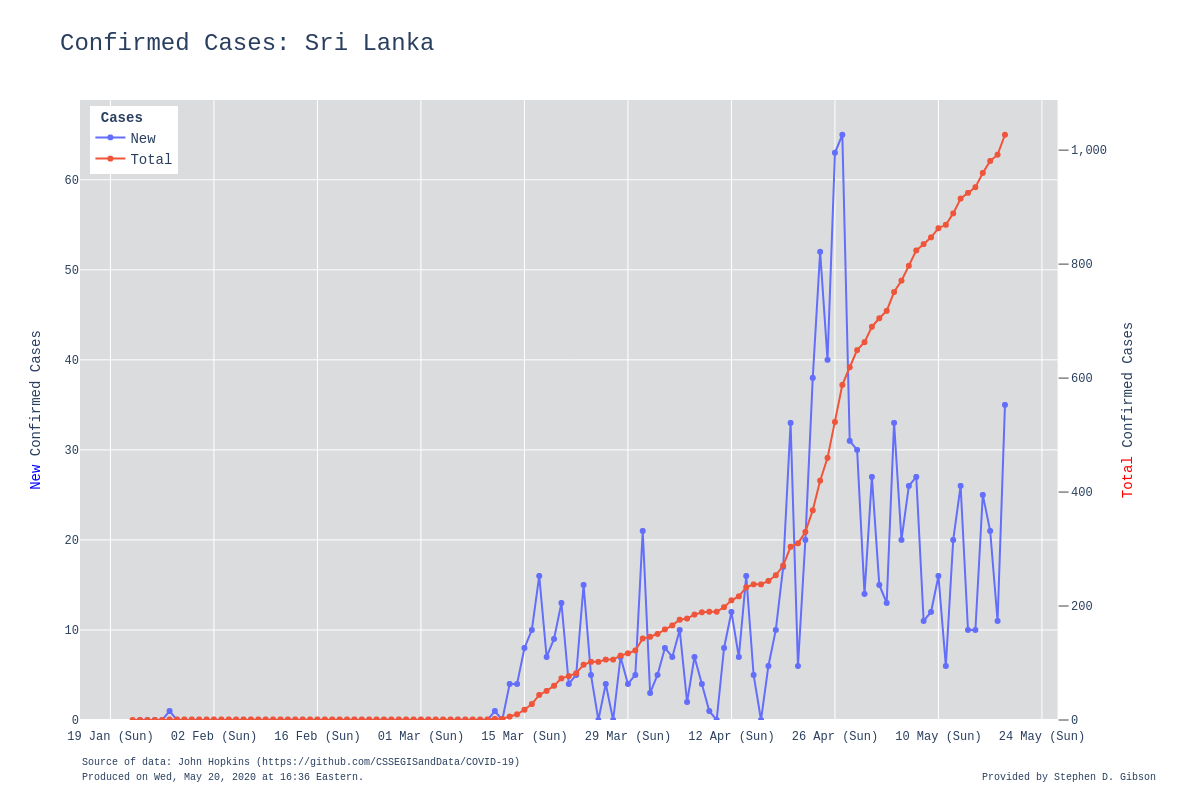 Confirmed Cases: Sri Lanka
Cases
New
Total
60
50
40
30
20
10
0
1,000
800
600
400
200
0
New Confirmed Cases
Total Confirmed Cases
19 Jan (Sun) 02 Feb (Sun) 16 Feb (Sun) 01 Mar (Sun) 15 Mar (Sun) 29 Mar (Sun) 12 Apr (Sun) 26 Apr (Sun) 10 May (Sun) 24 May (Sun)
Source of data: John Hopkins (https://github.com/CSSEGISandData/COVID-19)
Produced on Wed, May 20, 2020 at 16:36 Eastern.
Provided by Stephen D. Gibson